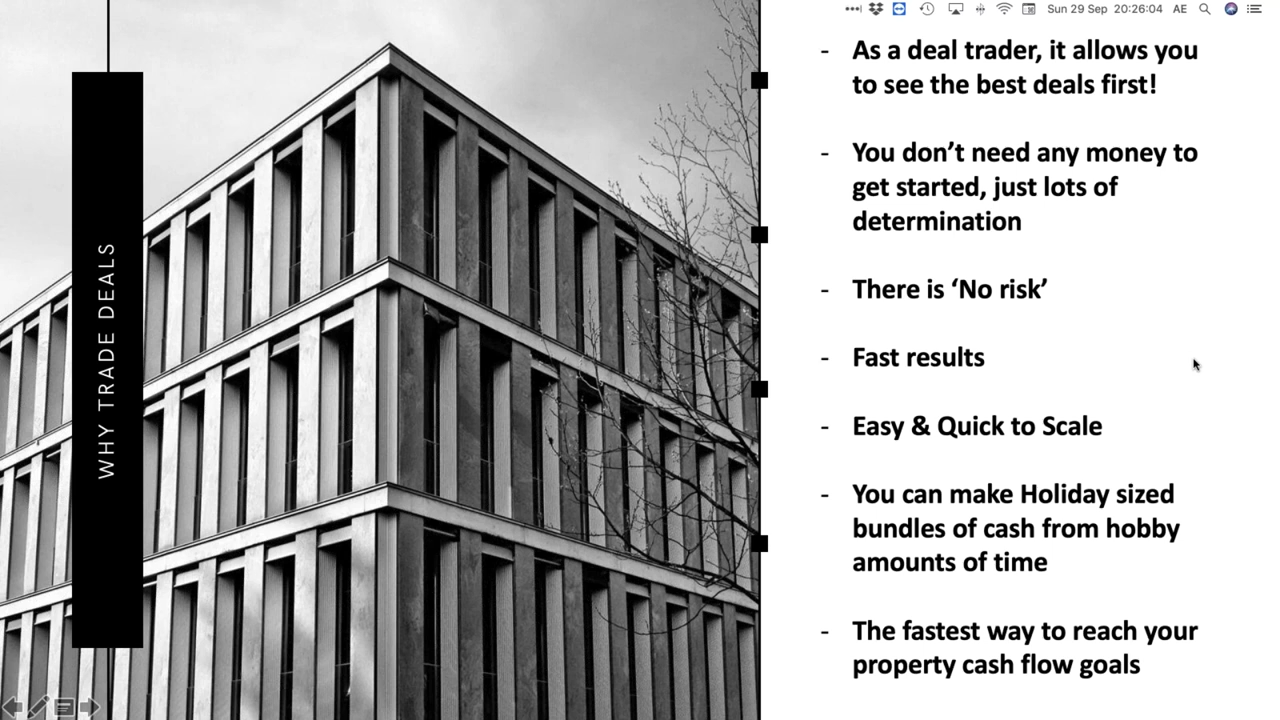 WHY TRADE DEALS
Sun 29 Sep 20:26:04 AE
- As a deal trader, it allows you
to see the best deals first!
- You don’t need any money to
get started, just lots of
determination
- There is ‘No risk’
- Fast results
- Easy & Quick to Scale
- You can make Holiday sized
bundles of cash from hobby
amounts of time
- The fastest way to reach your
property cash flow goals